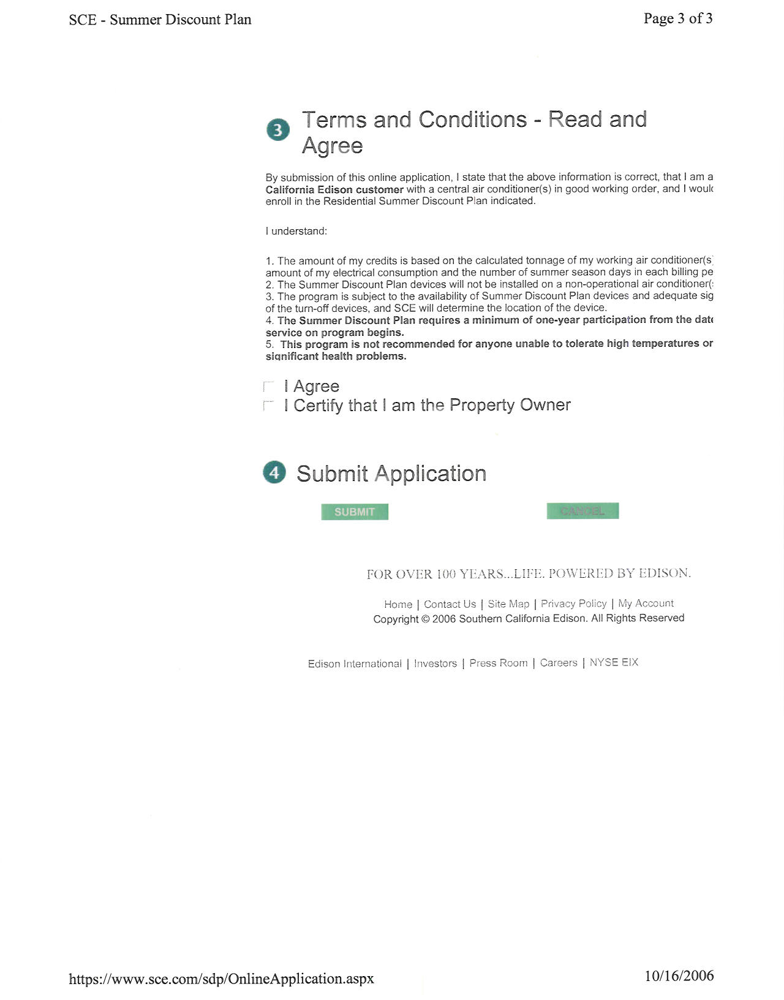 SCE - Summer Discount Plan
Page 3 of 3
3
Terms and Conditions - Read and
Agree
By submission of this online application, I state that the above information is correct, that I am a
California Edison customer with a central air conditioner(s) in good working order, and I
enroll in the Residential Summer Discount Plan indicated.
I understand:
1. The amount of my credits is based on the calculated tonnage of my working air conditioner(s
amount of my electrical consumption and the number of summer season days in each billing pe
2. The Summer Discount Plan devices will not be installed on a non-operational air conditioner(
3. The program is subject to the availability of Summer Discount Plan devices and adequate sig
of the turn-off devices, and SCE will determine the location of the device.
4. The Summer Discount Plan requires a minimum of one-year participation from the
service on program begins.
5. This program is not recommended for anyone unable to tolerate high temperatures or
significant health problems.
I Agree
I Certify that I am the Property Owner
4
Submit Application
SUBMIT
CANCEL
FOR OVER 100 YEARS...LIFE. POWERED BY EDISON.
Home | Contact Us | Site Map | Privacy Policy | My Account
Copyright © 2006 Southern California Edison. All Rights Reserved
Edison International | Investors | Press Room | Careers | NYSE EIX
https://www.sce.com/sdp/OnlineApplication.aspx
10/16/2006